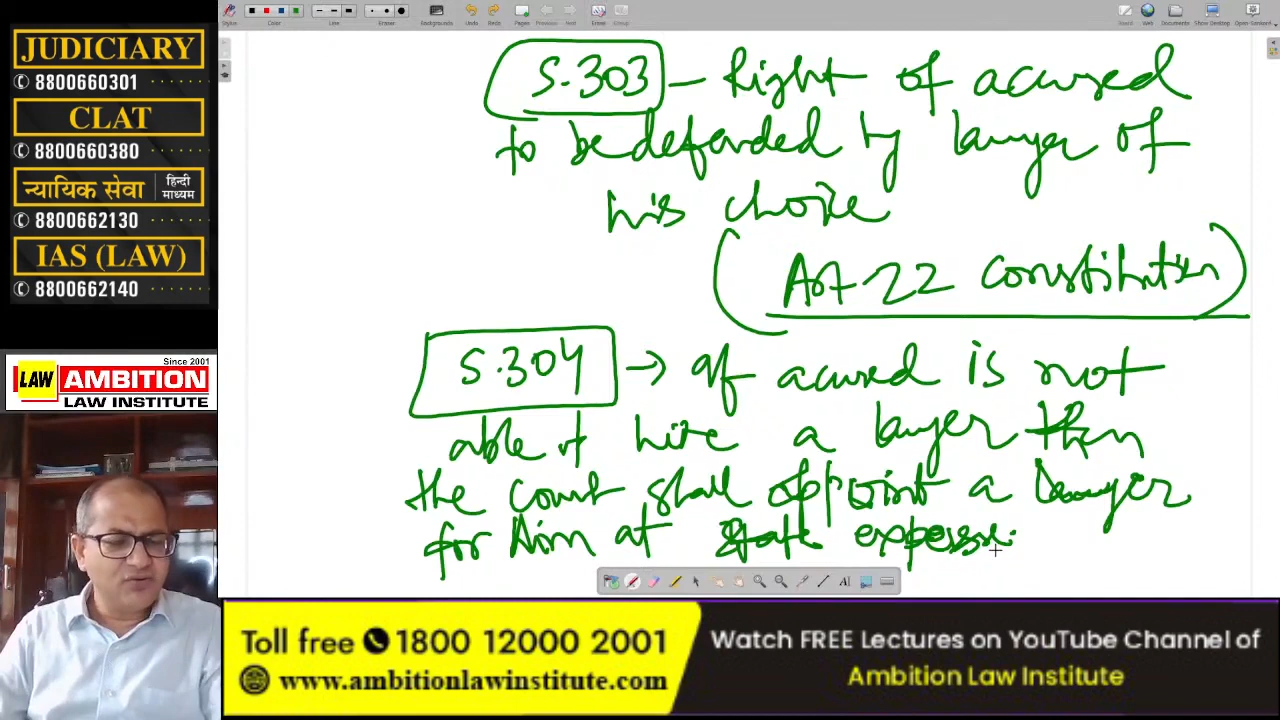 JUDICIARY
8800660301
CLAT
8800660380
न्यायिक सेवा हिन्दी माध्यम
8800662130
IAS (LAW)
8800662140
Since 2001
LAW AMBITION
LAW INSTITUTE
S.303 – Right of accused
to be defended by lawyer of
his choice
(Art 22 constitution)
S.304 → If accused is not
able to hire a lawyer then
the court shall appoint a lawyer
for him at state expense.
Toll free 1800 12000 2001
www.ambitionlawinstitute.com
Watch FREE Lectures on YouTube Channel of
Ambition Law Institute